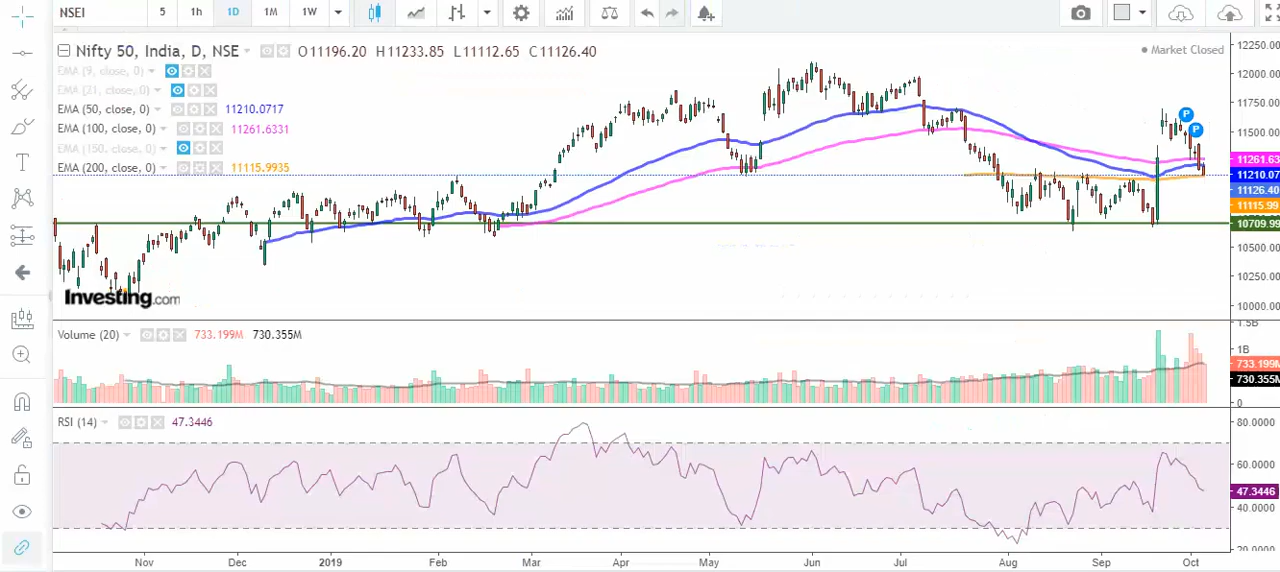 NSEI 5 1h 1D 1M 1W
Nifty 50, India, D, NSE O11196.20 H11233.85 L11112.65 C11126.40
Market Closed
EMA (9, close, 0)
EMA (21, close, 0)
EMA (50, close, 0) 11210.0717
EMA (100, close, 0) 11261.6331
EMA (150, close, 0)
EMA (200, close, 0) 11115.9935
12250.00
12000.00
11750.00
11500.00
11261.63
11210.07
11126.40
11115.99
10709.99
10500.00
10250.00
10000.00
Investing.com
Volume (20) 733.199M 730.355M
1.5B
1B
733.199M
730.355M
0
RSI (14) 47.3446
80.0000
60.0000
47.3446
40.0000
20.0000
Nov Dec 2019 Feb Mar Apr May Jun Jul Aug Sep Oct
P
P